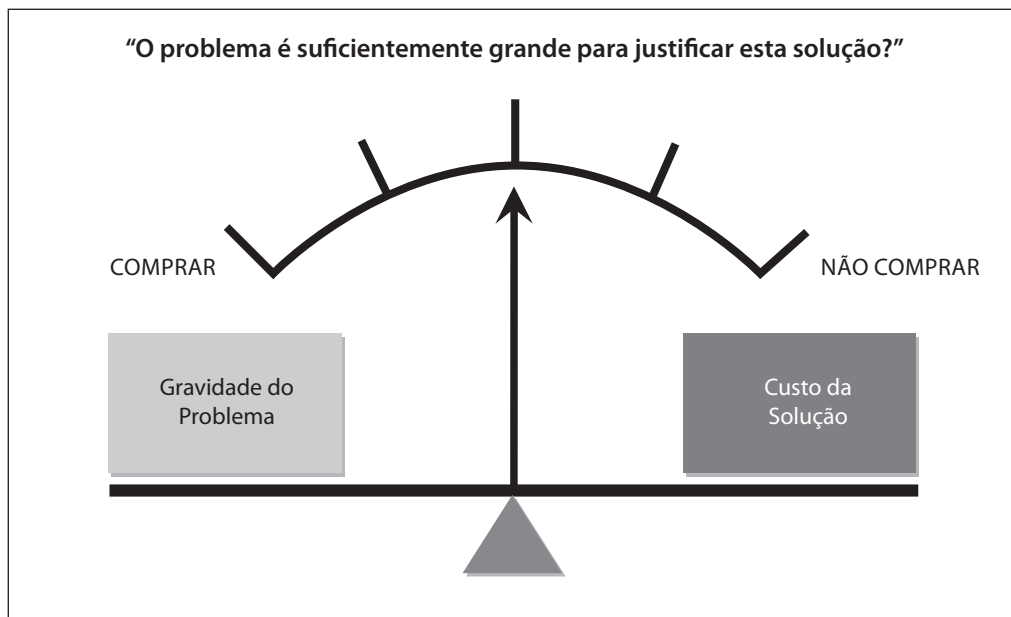 “O problema é suficientemente grande para justificar esta solução?”
COMPRAR
NÃO COMPRAR
Gravidade do
Problema
Custo da
Solução